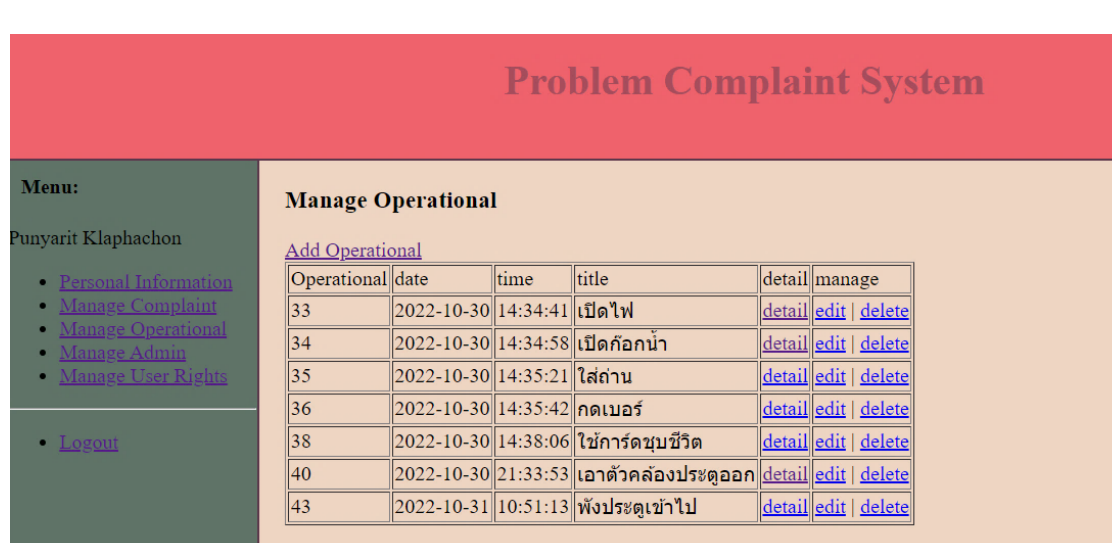 Problem Complaint System
Menu:
Punyarit Klaphachon
Personal Information
Manage Complaint
Manage Operational
Manage Admin
Manage User Rights
Logout
Manage Operational
Add Operational
Operational date time title detail manage
33 2022-10-30 14:34:41 เปิดไฟ detail edit | delete
34 2022-10-30 14:34:58 เปิดก๊อกน้ำ detail edit | delete
35 2022-10-30 14:35:21 ใส่ถ่าน detail edit | delete
36 2022-10-30 14:35:42 กดเบอร์ detail edit | delete
38 2022-10-30 14:38:06 ใช้การ์ดชุบชีวิต detail edit | delete
40 2022-10-30 21:33:53 เอาตัวคล้องประตูออก detail edit | delete
43 2022-10-31 10:51:13 พังประตูเข้าไป detail edit | delete